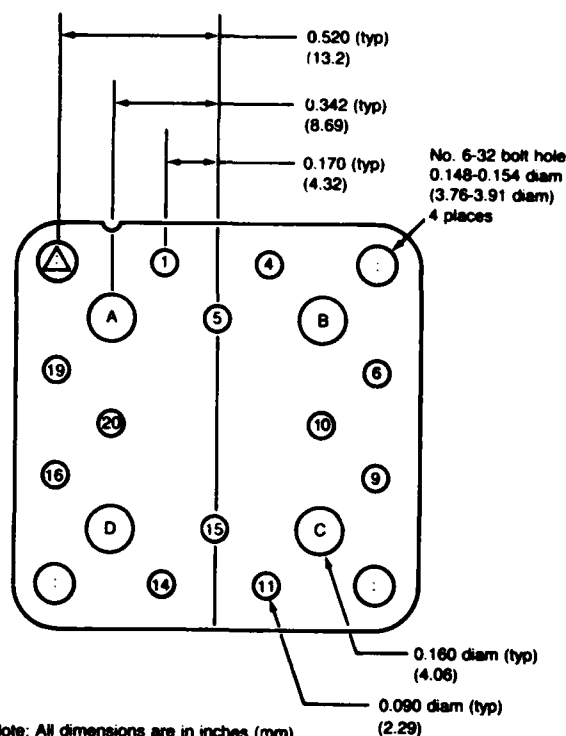 0.520 (typ)
(13.2)
0.342 (typ)
(8.69)
0.170 (typ)
(4.32)
No. 6-32 bolt hole
0.148-0.154 diam
(3.76-3.91 diam)
4 places
1
4
A
5
B
19
6
20
10
16
9
D
15
C
14
11
0.160 diam (typ)
(4.06)
0.090 diam (typ)
(2.29)
Note: All dimensions are in inches (mm)